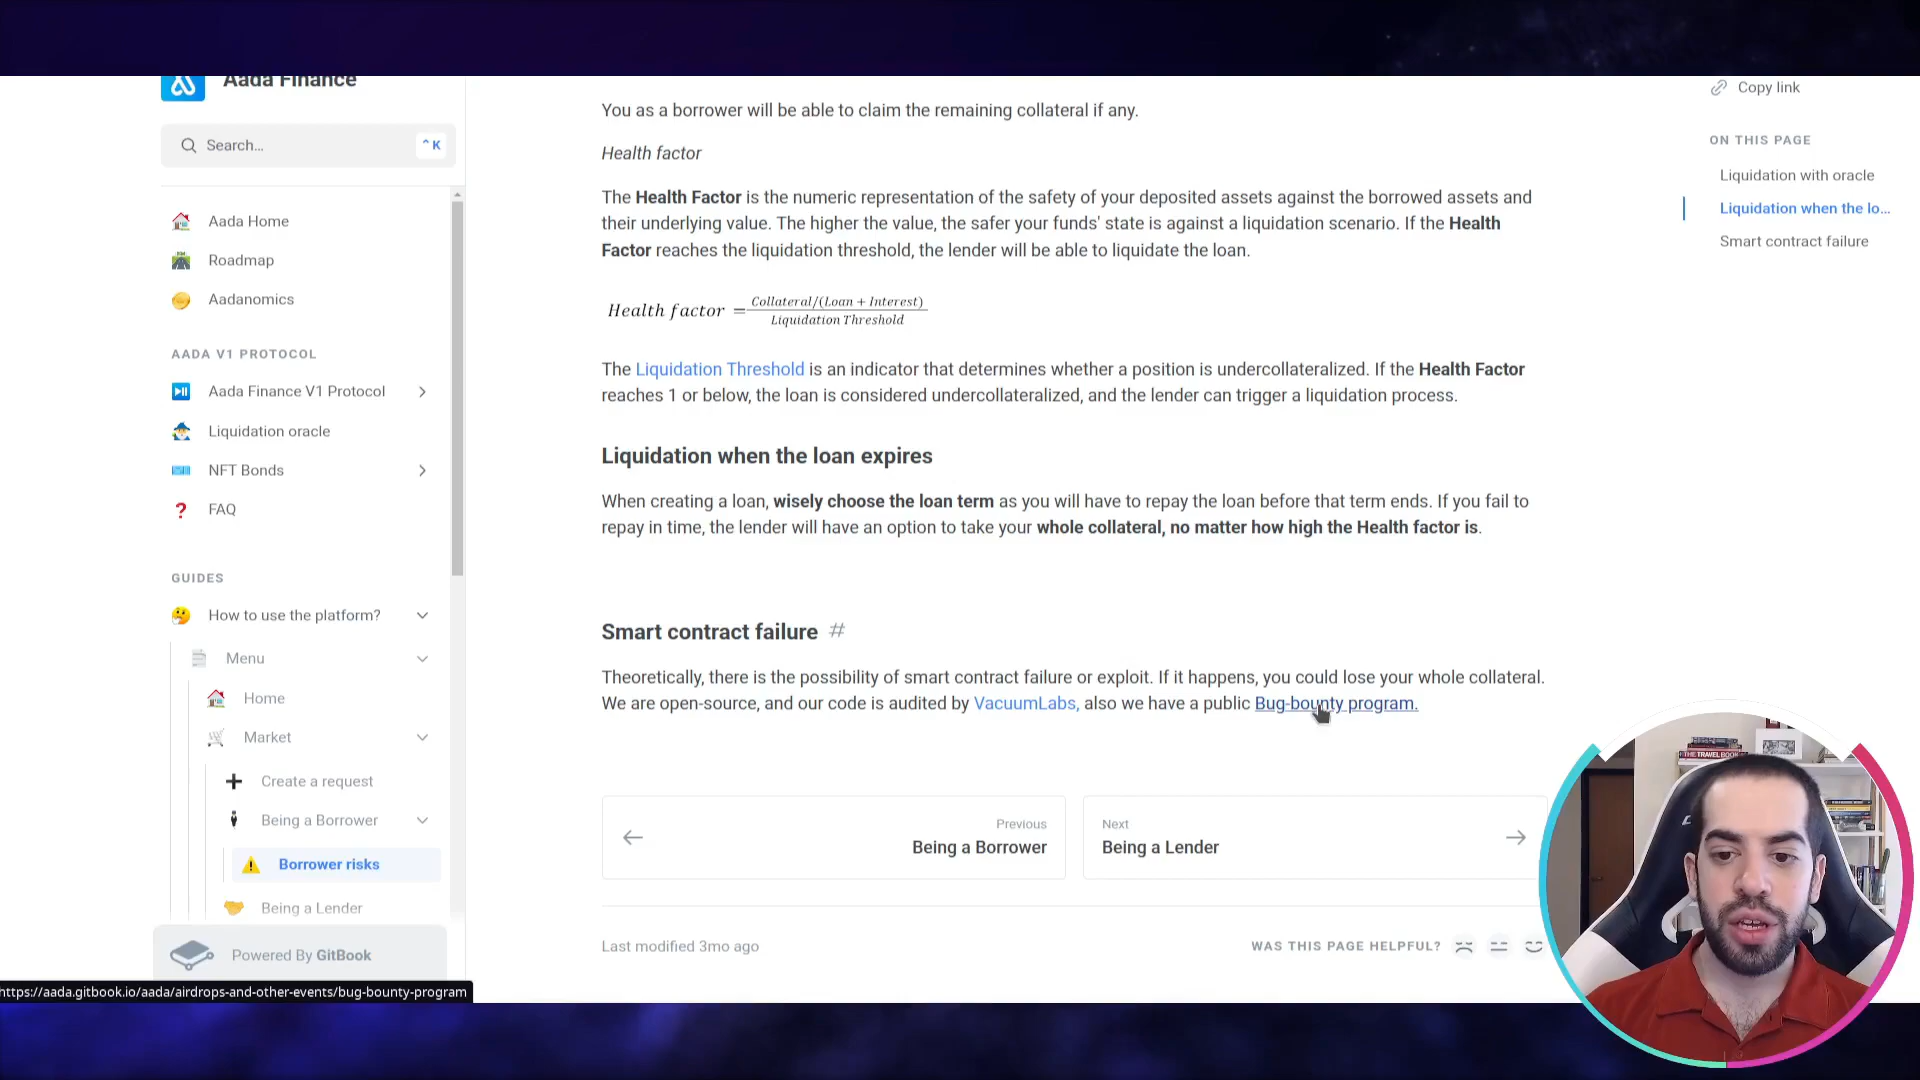 Aada Finance
Search...
⌃ K
Aada Home
Roadmap
Aadanomics
AADA V1 PROTOCOL
Aada Finance V1 Protocol
Liquidation oracle
NFT Bonds
FAQ
GUIDES
How to use the platform?
Menu
Home
Market
Create a request
Being a Borrower
Borrower risks
Being a Lender
Powered By GitBook
https://aada.gitbook.io/aada/airdrops-and-other-events/bug-bounty-program
You as a borrower will be able to claim the remaining collateral if any.
Health factor
The Health Factor is the numeric representation of the safety of your deposited assets against the borrowed assets and
their underlying value. The higher the value, the safer your funds' state is against a liquidation scenario. If the Health
Factor reaches the liquidation threshold, the lender will be able to liquidate the loan.
Health factor = Collateral/(Loan + Interest)
Liquidation Threshold
The Liquidation Threshold is an indicator that determines whether a position is undercollateralized. If the Health Factor
reaches 1 or below, the loan is considered undercollateralized, and the lender can trigger a liquidation process.
Liquidation when the loan expires
When creating a loan, wisely choose the loan term as you will have to repay the loan before that term ends. If you fail to
repay in time, the lender will have an option to take your whole collateral, no matter how high the Health factor is.
Smart contract failure #
Theoretically, there is the possibility of smart contract failure or exploit. If it happens, you could lose your whole collateral.
We are open-source, and our code is audited by VacuumLabs, also we have a public Bug-bounty program.
Previous
Being a Borrower
Next
Being a Lender
Last modified 3mo ago
WAS THIS PAGE HELPFUL?
Copy link
ON THIS PAGE
Liquidation with oracle
Liquidation when the lo...
Smart contract failure
THE TRAVEL BOOK